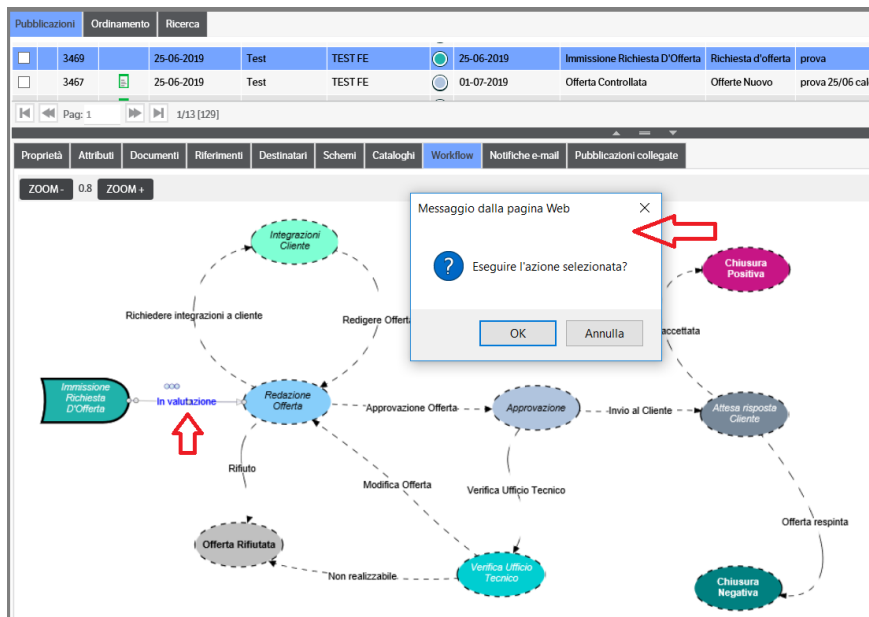 Pubblicazioni Ordinamento Ricerca
3469 25-06-2019 Test TEST FE 25-06-2019 Immissione Richiesta D'Offerta Richiesta d'offerta prova
3467 25-06-2019 Test TEST FE 01-07-2019 Offerta Controllata Offerte Nuovo prova 25/06 cal
Pag: 1 1/13 [129]
Proprietà Attributi Documenti Riferimenti Destinatari Schemi Cataloghi Workflow Notifiche e-mail Pubblicazioni collegate
ZOOM - 0.8 ZOOM +
Messaggio dalla pagina Web
Eseguire l'azione selezionata?
OK Annulla
Integrazioni
Cliente
Chiusura
Positiva
Richiedere integrazioni a cliente
Redigere Offerta
accettata
Immissione
Richiesta
D'Offerta
In valutazione
Redazione
Offerta
Approvazione Offerta
Approvazione
Invio al Cliente
Attesa risposta
Cliente
Rifiuto
Modifica Offerta
Verifica Ufficio Tecnico
Offerta respinta
Offerta Rifiutata
Non realizzabile
Verifica Ufficio
Tecnico
Chiusura
Negativa